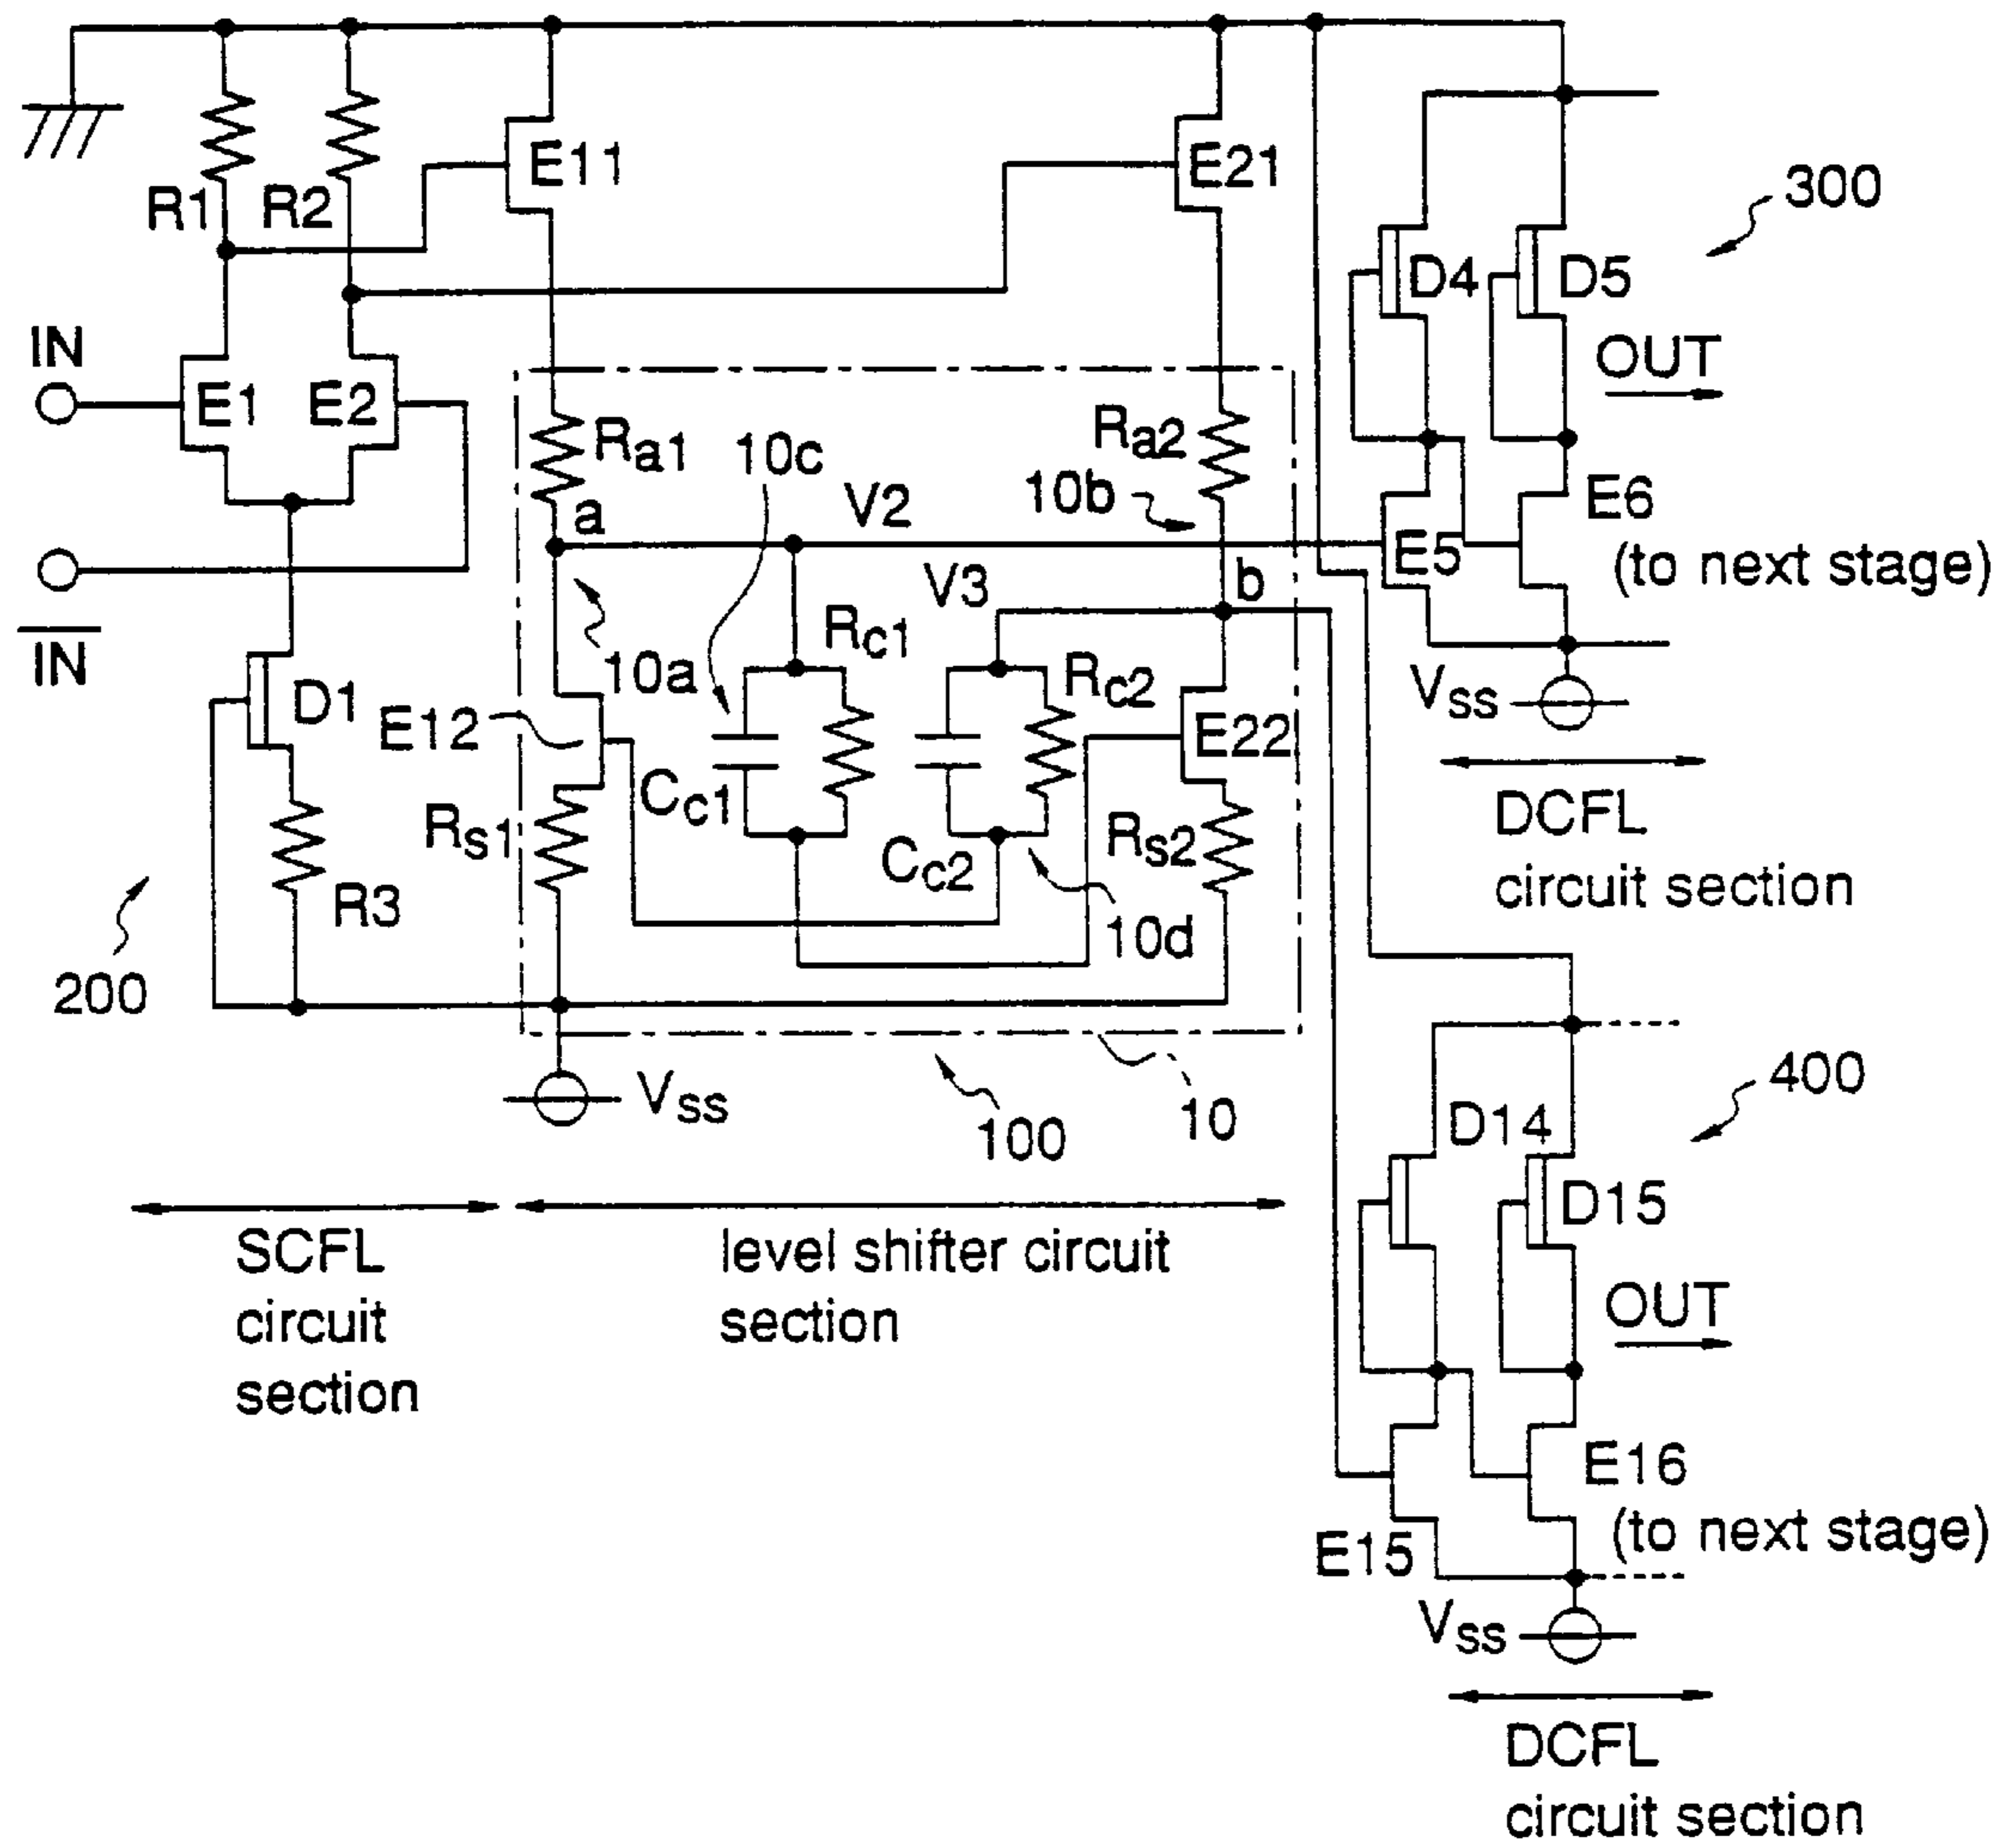 E11
E21
300
R1
R2
D4
D5
IN
OUT
E1
E2
Ra1
10c
Ra2
10b
a
V2
E6
E5
(to next stage)
V3
b
Rc1
IN
10a
Rc2
Vss
D1
E12
E22
Cc1
DCFL
circuit section
Rs1
Rs2
Cc2
R3
10d
200
Vss
10
100
400
D14
D15
SCFL
circuit
section
level shifter circuit
section
OUT
E16
(to next stage)
E15
Vss
DCFL
circuit section